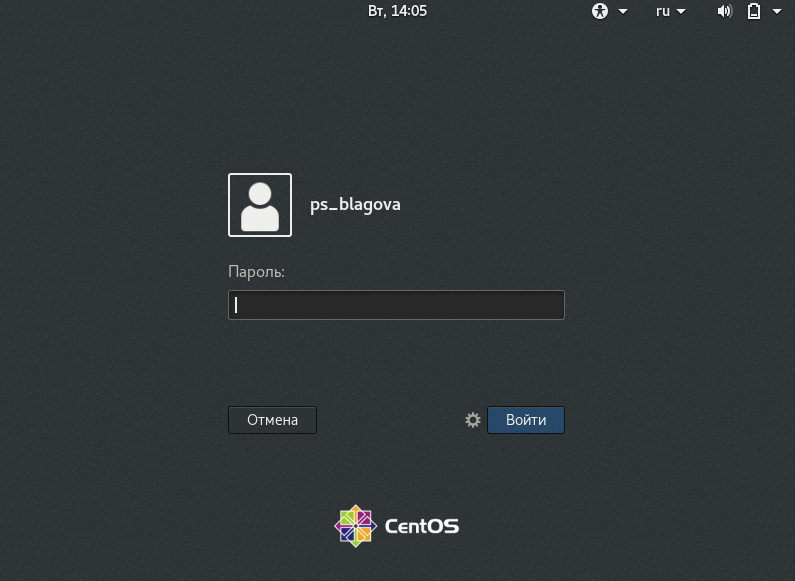 Вт, 14:05
ru
ps_blagova
Пароль:
Отмена
Войти
CentOS